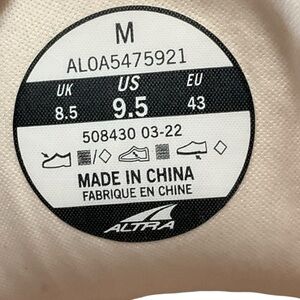 M
AL0A5475921
UK US EU
8.5 9.5 43
508430 03-22
MADE IN CHINA
FABRIQUE EN CHINE
ALTRA